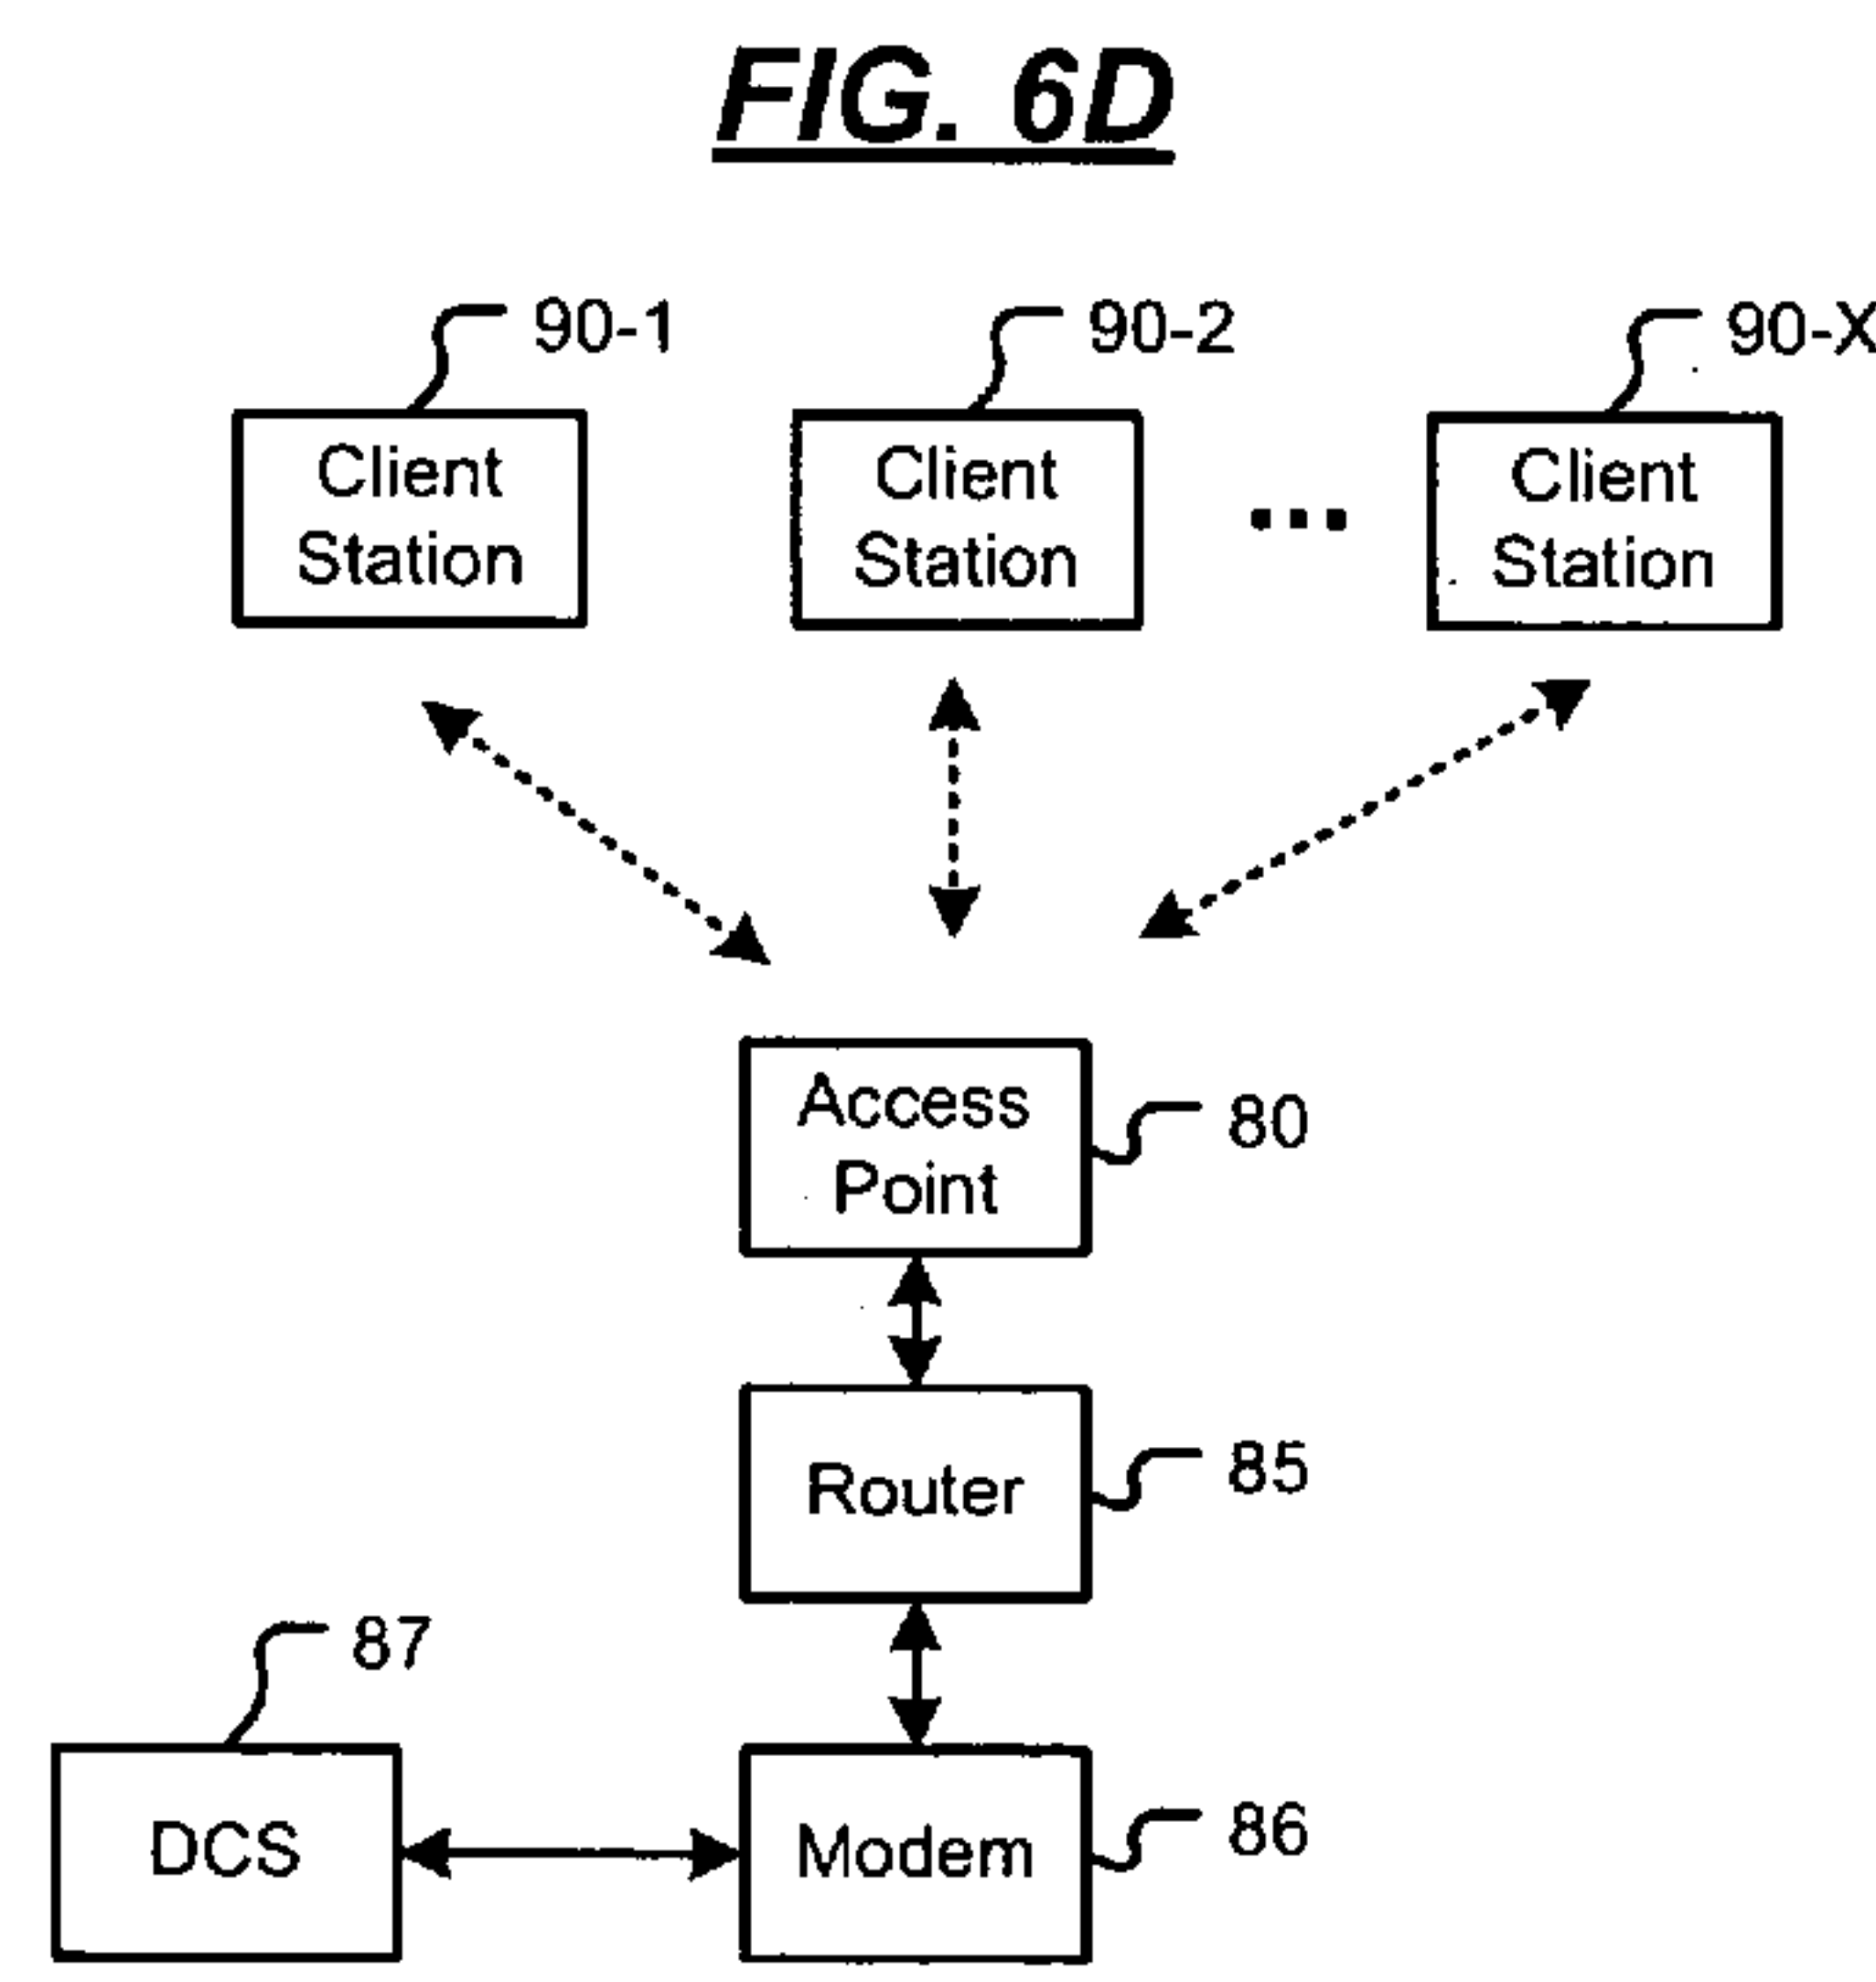 FIG. 6D
90-1
90-2
90-X
Client
Station
Client
Station
...
Client
Station
Access
Point
80
Router
85
87
DCS
Modem
86